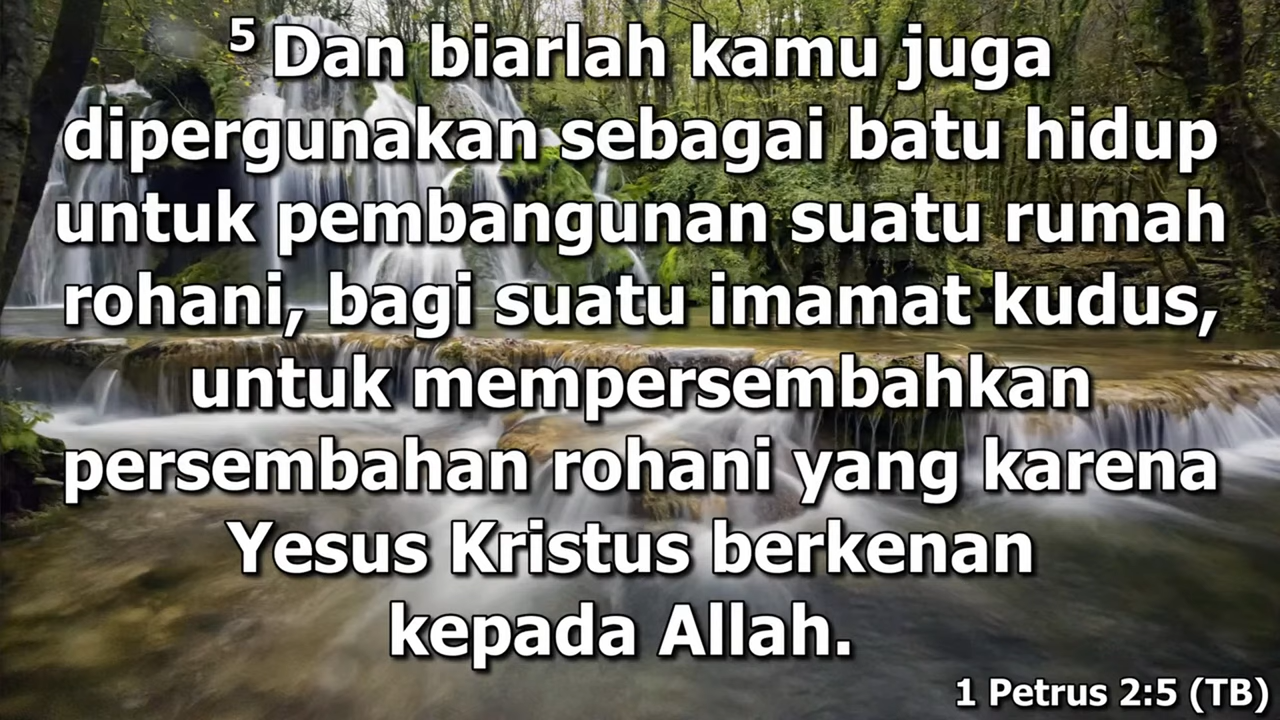 5 Dan biarlah kamu juga
dipergunakan sebagai batu hidup
untuk pembangunan suatu rumah
rohani, bagi suatu imamat kudus,
untuk mempersembahkan
persembahan rohani yang karena
Yesus Kristus berkenan
kepada Allah.
1 Petrus 2:5 (TB)